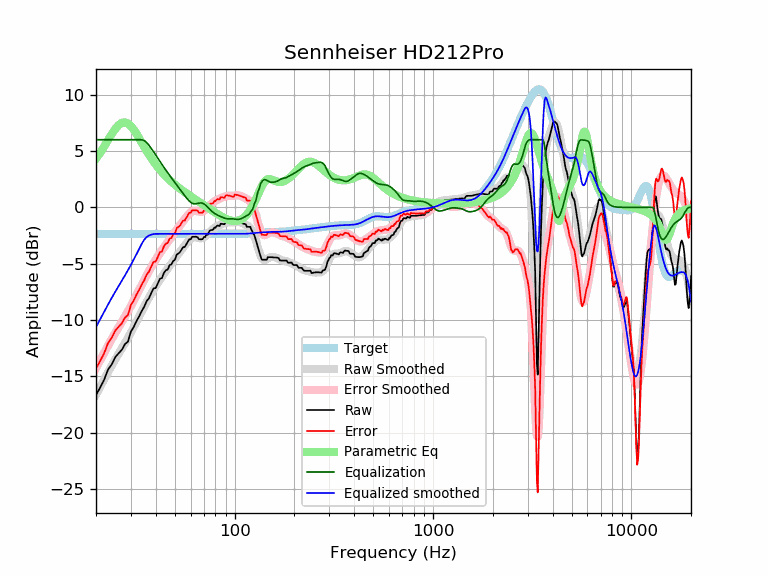 Sennheiser HD212Pro
10
5
0
−5
−10
−15
−20
−25
Amplitude (dBr)
Target
Raw Smoothed
Error Smoothed
Raw
Error
Parametric Eq
Equalization
Equalized smoothed
100
1000
10000
Frequency (Hz)